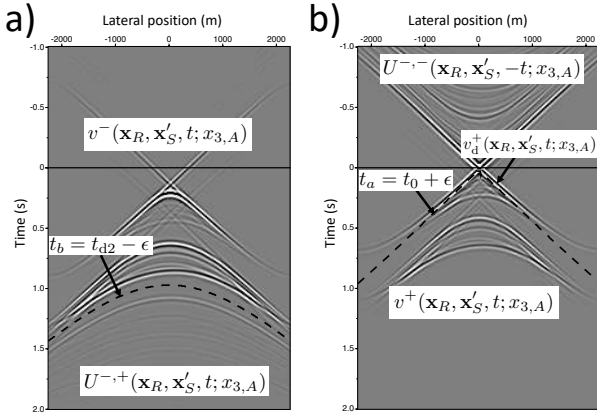 a)
Lateral position (m)
-2000 -1000 0 1000 2000
-1.0
-0.5
0
0.5
1.0
1.5
2.0
Time (s)
v^-(x_R, x'_S, t; x_{3,A})
t_b = t_{d2} − ϵ
U^{-,+}(x_R, x'_S, t; x_{3,A})
b)
Lateral position (m)
-2000 -1000 0 1000 2000
-1.0
-0.5
0
0.5
1.0
1.5
2.0
Time (s)
U^{-,-}(x_R, x'_S, -t; x_{3,A})
v_d^+(x_R, x'_S, t; x_{3,A})
t_a = t_0 + ϵ
v^+(x_R, x'_S, t; x_{3,A})